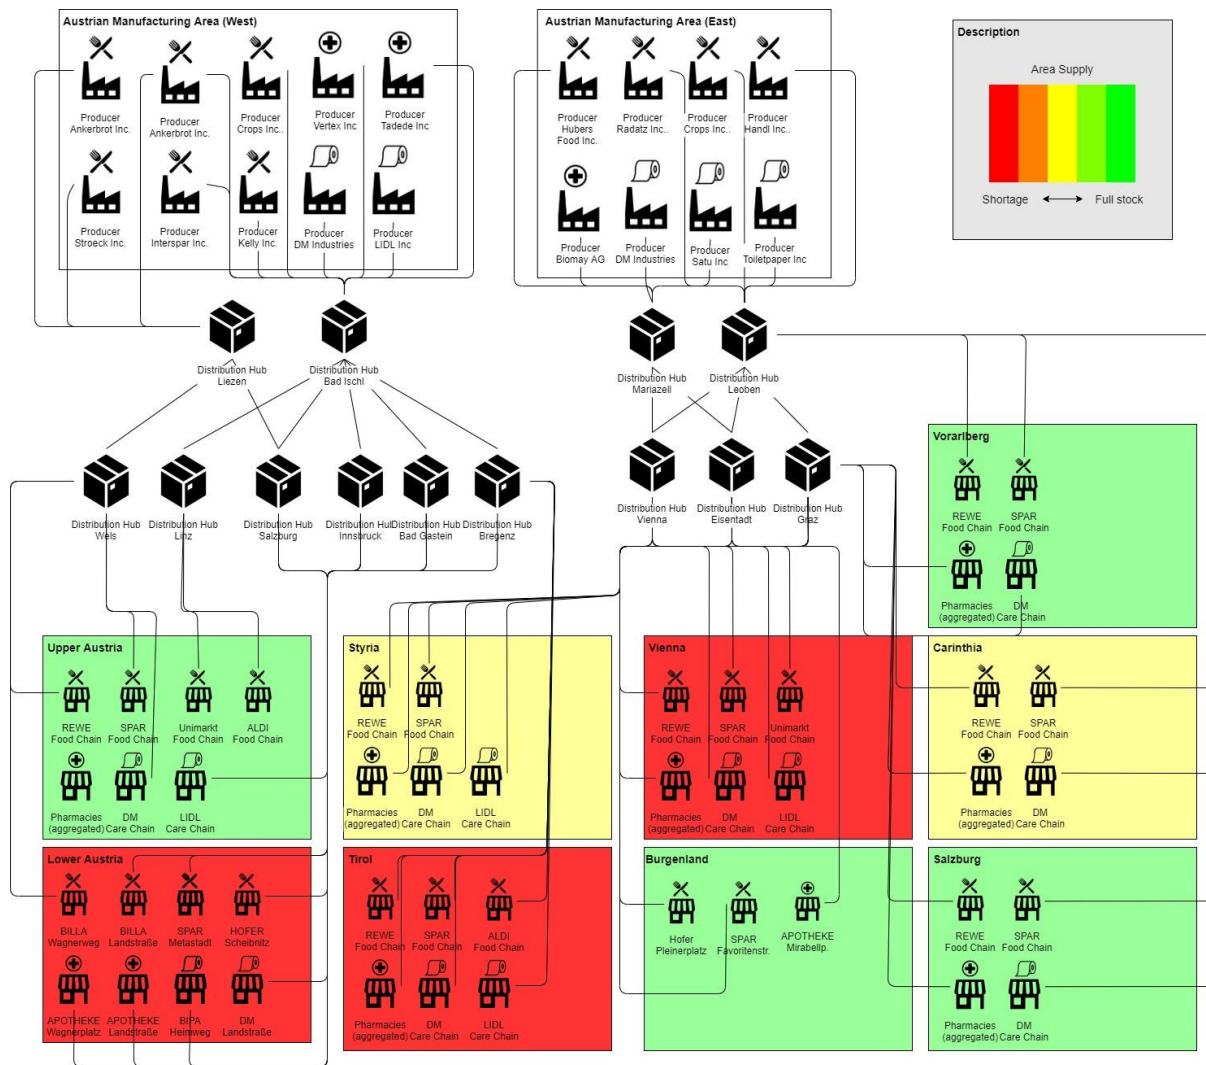 Austrian Manufacturing Area (West)
Producer
Ankerbrot Inc.
Producer
Ankerbrot Inc.
Producer
Crops Inc..
Producer
Vertex Inc
Producer
Tadede Inc
Producer
Stroeck Inc.
Producer
Interspar Inc.
Producer
Kelly Inc.
Producer
DM Industries
Producer
LIDL Inc
Austrian Manufacturing Area (East)
Producer
Hubers
Food Inc.
Producer
Radatz Inc..
Producer
Crops Inc..
Producer
Handl Inc..
Producer
Biomay AG
Producer
DM Industries
Producer
Satu Inc
Producer
Toiletpaper Inc
Description
Area Supply
Shortage
Full stock
Distribution Hub
Liezen
Distribution Hub
Bad Ischl
Distribution Hub
Mariazell
Distribution Hub
Leoben
Distribution Hub
Wels
Distribution Hub
Linz
Distribution Hub
Salzburg
Distribution Hub
Innsbruck
Distribution Hub
Bad Gastein
Distribution Hub
Bregenz
Distribution Hub
Vienna
Distribution Hub
Eisentadt
Distribution Hub
Graz
Vorarlberg
REWE
Food Chain
SPAR
Food Chain
Pharmacies
(aggregated)
DM
Care Chain
Upper Austria
REWE
Food Chain
SPAR
Food Chain
Unimarkt
Food Chain
ALDI
Food Chain
Pharmacies
(aggregated)
DM
Care Chain
LIDL
Care Chain
Styria
REWE
Food Chain
SPAR
Food Chain
Pharmacies
(aggregated)
DM
Care Chain
LIDL
Care Chain
Vienna
REWE
Food Chain
SPAR
Food Chain
Unimarkt
Food Chain
Pharmacies
(aggregated)
DM
Care Chain
LIDL
Care Chain
Carinthia
REWE
Food Chain
SPAR
Food Chain
Pharmacies
(aggregated)
DM
Care Chain
Lower Austria
BILLA
Wagnerweg
BILLA
Landstraße
SPAR
Metastadt
HOFER
Scheibnitz
APOTHEKE
Wagnerplatz
APOTHEKE
Landstraße
BIPA
Heimweg
DM
Landstraße
Tirol
REWE
Food Chain
SPAR
Food Chain
ALDI
Food Chain
Pharmacies
(aggregated)
DM
Care Chain
LIDL
Care Chain
Burgenland
Hofer
Pleinerplatz
SPAR
Favoritenstr.
APOTHEKE
Mirabellp.
Salzburg
REWE
Food Chain
SPAR
Food Chain
Pharmacies
(aggregated)
DM
Care Chain